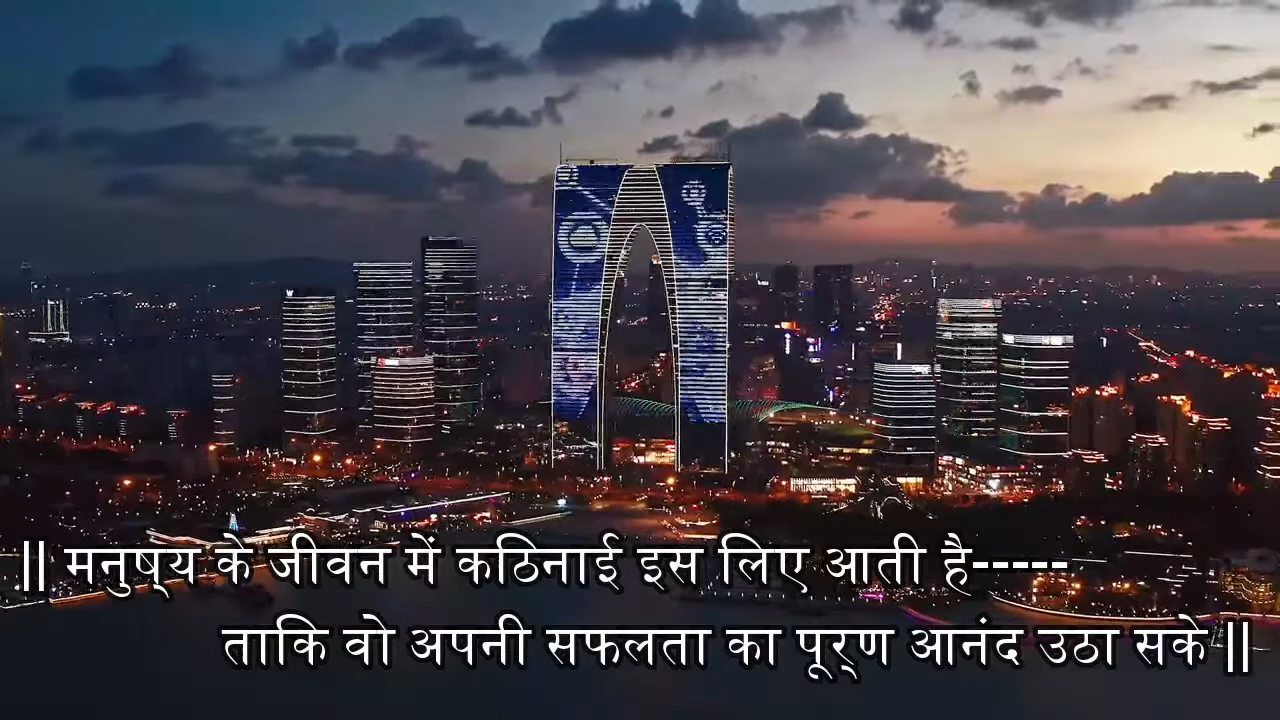 || मनुष्य के जीवन में कठिनाई इस लिए आती है-----
ताकि वो अपनी सफलता का पूर्ण आनंद उठा सके ||